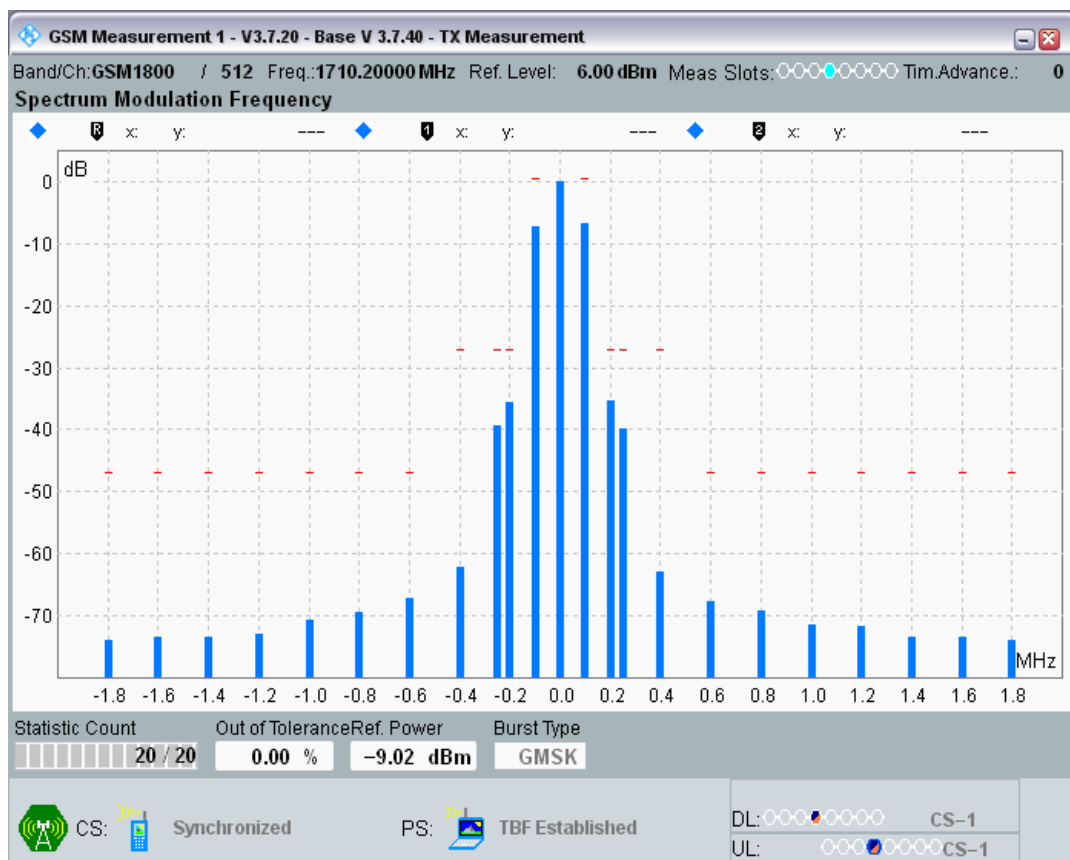 GSM Measurement 1 - V3.7.20 - Base V 3.7.40 - TX Measurement
Band/Ch:GSM1800 / 512 Freq.:1710.20000 MHz Ref. Level: 6.00 dBm Meas Slots: Tim.Advance.: 0
Spectrum Modulation Frequency
R x: y: --- 1 x: y: --- 2 x: y: ---
dB
0
-10
-20
-30
-40
-50
-60
-70
MHz
-1.8 -1.6 -1.4 -1.2 -1.0 -0.8 -0.6 -0.4 -0.2 0.0 0.2 0.4 0.6 0.8 1.0 1.2 1.4 1.6 1.8
Statistic Count Out of Tolerance Ref. Power Burst Type
20 / 20 0.00 % −9.02 dBm GMSK
CS: Synchronized PS: TBF Established
DL: CS−1
UL: CS−1